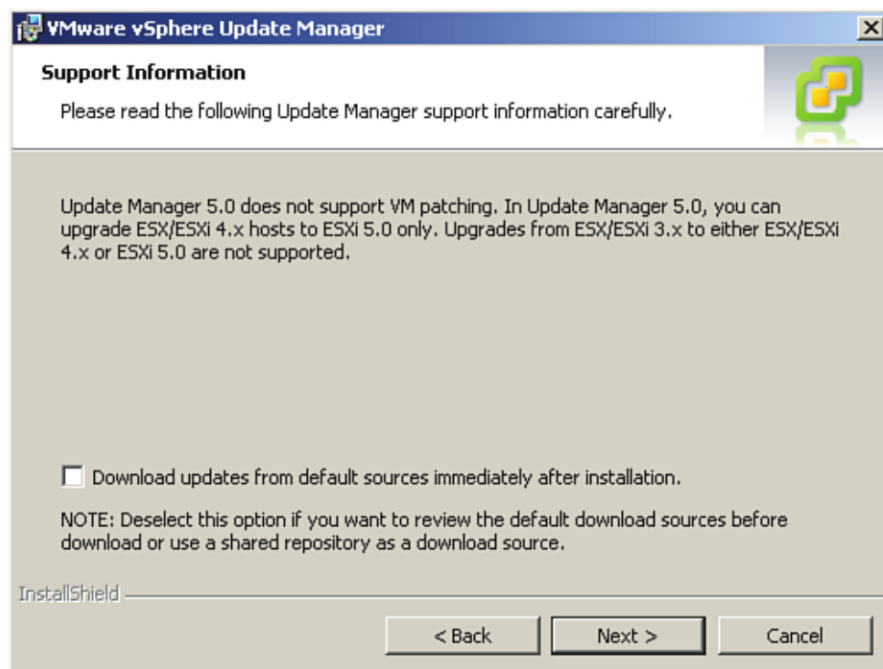 VMware vSphere Update Manager
Support Information
Please read the following Update Manager support information carefully.
Update Manager 5.0 does not support VM patching. In Update Manager 5.0, you can
upgrade ESX/ESXi 4.x hosts to ESXi 5.0 only. Upgrades from ESX/ESXi 3.x to either ESX/ESXi
4.x or ESXi 5.0 are not supported.
Download updates from default sources immediately after installation.
NOTE: Deselect this option if you want to review the default download sources before
download or use a shared repository as a download source.
InstallShield
< Back Next > Cancel